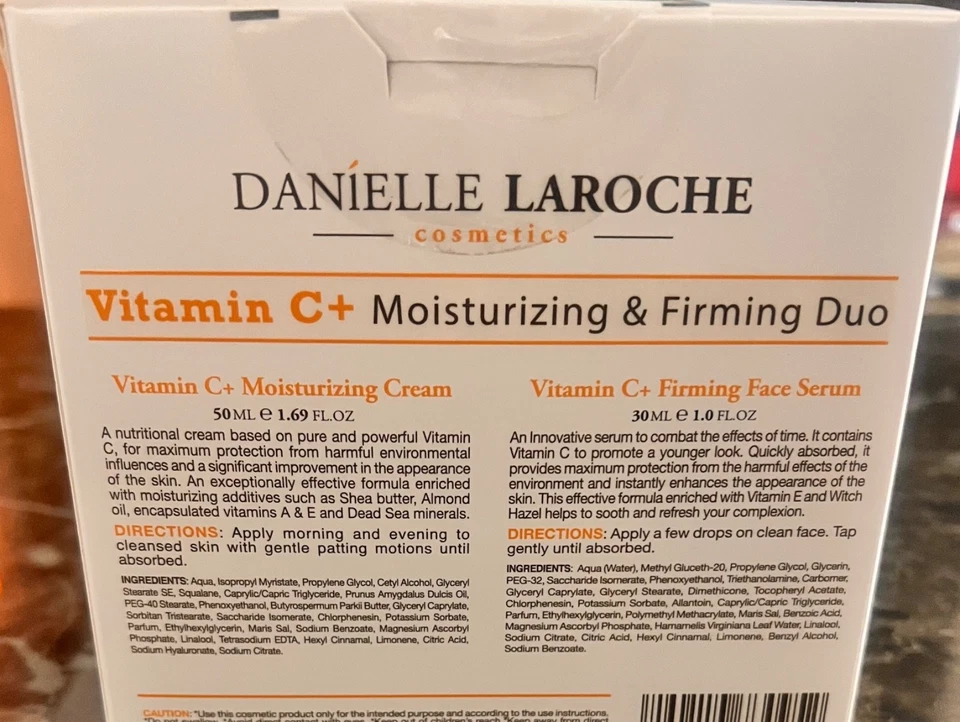 DANíELLE LAROCHE
cosmetics
Vitamin C+ Moisturizing & Firming Duo
Vitamin C+ Moisturizing Cream
50 ML e 1.69 FL.OZ
A nutritional cream based on pure and powerful Vitamin
C, for maximum protection from harmful environmental
influences and a significant improvement in the appearance
of the skin. An exceptionally effective formula enriched
with moisturizing additives such as Shea butter, Almond
oil, encapsulated vitamins A & E and Dead Sea minerals.
DIRECTIONS: Apply morning and evening to
cleansed skin with gentle patting motions until
absorbed.
INGREDIENTS: Aqua, Isopropyl Myristate, Propylene Glycol, Cetyl Alcohol, Glyceryl
Stearate SE, Squalane, Caprylic/Capric Triglyceride, Prunus Amygdalus Dulcis Oil,
PEG-40 Stearate, Phenoxyethanol, Butyrospermum Parkii Butter, Glyceryl Caprylate,
Sorbitan Tristearate, Saccharide Isomerate, Chlorphenesin, Potassium Sorbate,
Parfum, Ethylhexylglycerin, Maris Sal, Sodium Benzoate, Magnesium Ascorbyl
Phosphate, Linalool, Tetrasodium EDTA, Hexyl Cinnamal, Limonene, Citric Acid,
Sodium Hyaluronate, Sodium Citrate.
Vitamin C+ Firming Face Serum
30 ML e 1.0 FL.OZ
An Innovative serum to combat the effects of time. It contains
Vitamin C to promote a younger look. Quickly absorbed, it
provides maximum protection from the harmful effects of the
environment and instantly enhances the appearance of the
skin. This effective formula enriched with Vitamin E and Witch
Hazel helps to sooth and refresh your complexion.
DIRECTIONS: Apply a few drops on clean face. Tap
gently until absorbed.
INGREDIENTS: Aqua (Water), Methyl Gluceth-20, Propylene Glycol, Glycerin,
PEG-32, Saccharide Isomerate, Phenoxyethanol, Triethanolamine, Carbomer,
Glyceryl Caprylate, Glyceryl Stearate, Dimethicone, Tocopheryl Acetate,
Chlorphenesin, Potassium Sorbate, Allantoin, Caprylic/Capric Triglyceride,
Parfum, Ethylhexylglycerin, Polymethyl Methacrylate, Maris Sal, Benzoic Acid,
Magnesium Ascorbyl Phosphate, Hamamelis Virginiana Leaf Water, Linalool,
Sodium Citrate, Citric Acid, Hexyl Cinnamal, Limonene, Benzyl Alcohol,
Sodium Benzoate.
CAUTION: *Use this cosmetic product only for the intended purpose and according to the use instructions.